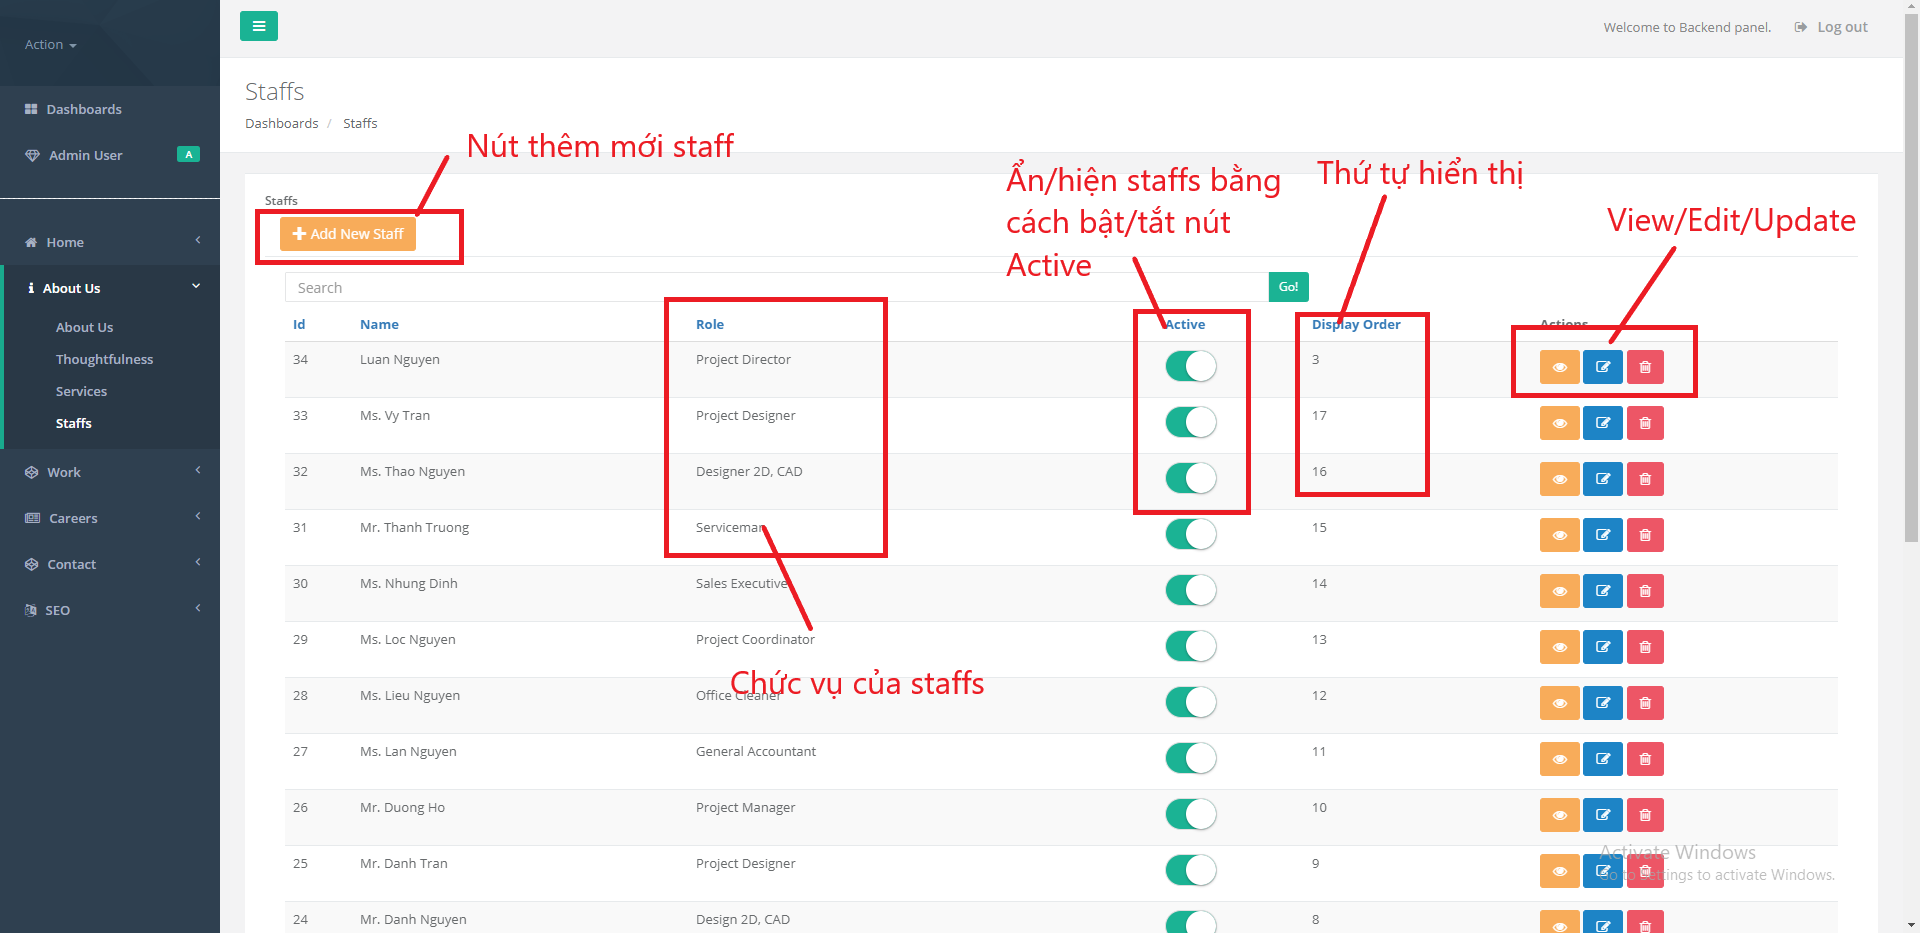 Action
Welcome to Backend panel.
Log out
Dashboards
Admin User
A
Home
About Us
About Us
Thoughtfulness
Services
Staffs
Work
Careers
Contact
SEO
Staffs
Dashboards / Staffs
Nút thêm mới staff
Ẩn/hiện staffs bằng
cách bật/tắt nút
Active
Thứ tự hiển thị
View/Edit/Update
Staffs
Add New Staff
Search
Go!
Id Name Role Active Display Order Actions
34 Luan Nguyen Project Director 3
33 Ms. Vy Tran Project Designer 17
32 Ms. Thao Nguyen Designer 2D, CAD 16
31 Mr. Thanh Truong Serviceman 15
30 Ms. Nhung Dinh Sales Executive 14
29 Ms. Loc Nguyen Project Coordinator 13
Chức vụ của staffs
28 Ms. Lieu Nguyen Office Cleaner 12
27 Ms. Lan Nguyen General Accountant 11
26 Mr. Duong Ho Project Manager 10
25 Mr. Danh Tran Project Designer 9
24 Mr. Danh Nguyen Design 2D, CAD 8
Activate Windows
Go to Settings to activate Windows.